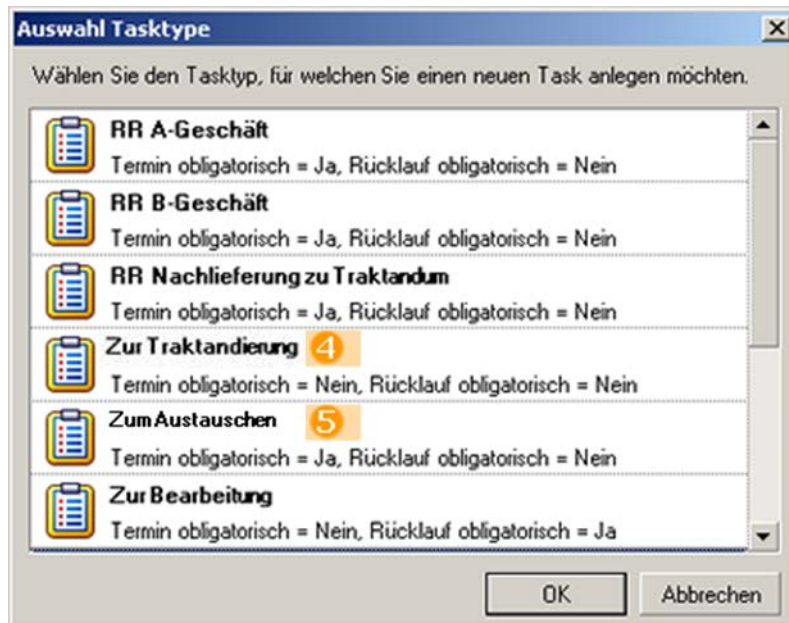 Auswahl Tasktype
Wählen Sie den Tasktyp, für welchen Sie einen neuen Task anlegen möchten.
RR A-Geschäft
Termin obligatorisch = Ja, Rücklauf obligatorisch = Nein
RR B-Geschäft
Termin obligatorisch = Ja, Rücklauf obligatorisch = Nein
RR Nachlieferung zu Traktandum
Termin obligatorisch = Ja, Rücklauf obligatorisch = Nein
Zur Traktandierung 4
Termin obligatorisch = Nein, Rücklauf obligatorisch = Nein
Zum Austauschen 5
Termin obligatorisch = Ja, Rücklauf obligatorisch = Nein
Zur Bearbeitung
Termin obligatorisch = Nein, Rücklauf obligatorisch = Ja
OK Abbrechen